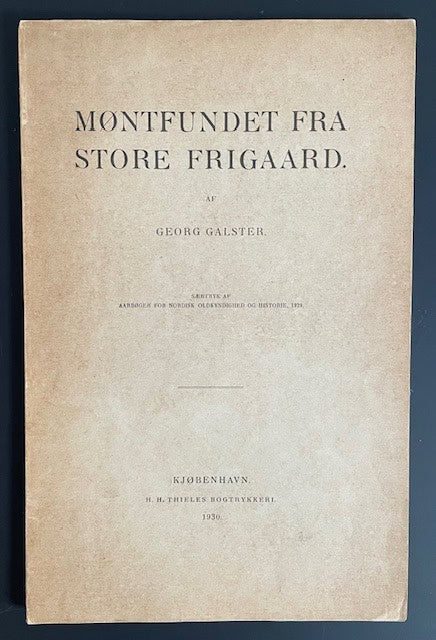 MØNTFUNDET FRA
STORE FRIGAARD.
AF
GEORG GALSTER.
SÆRTRYK AF
AARBØGER FOR NORDISK OLDKYNDIGHED OG HISTORIE, 1929.
KJØBENHAVN.
H. H. THIELES BOGTRYKKERI.
1930.